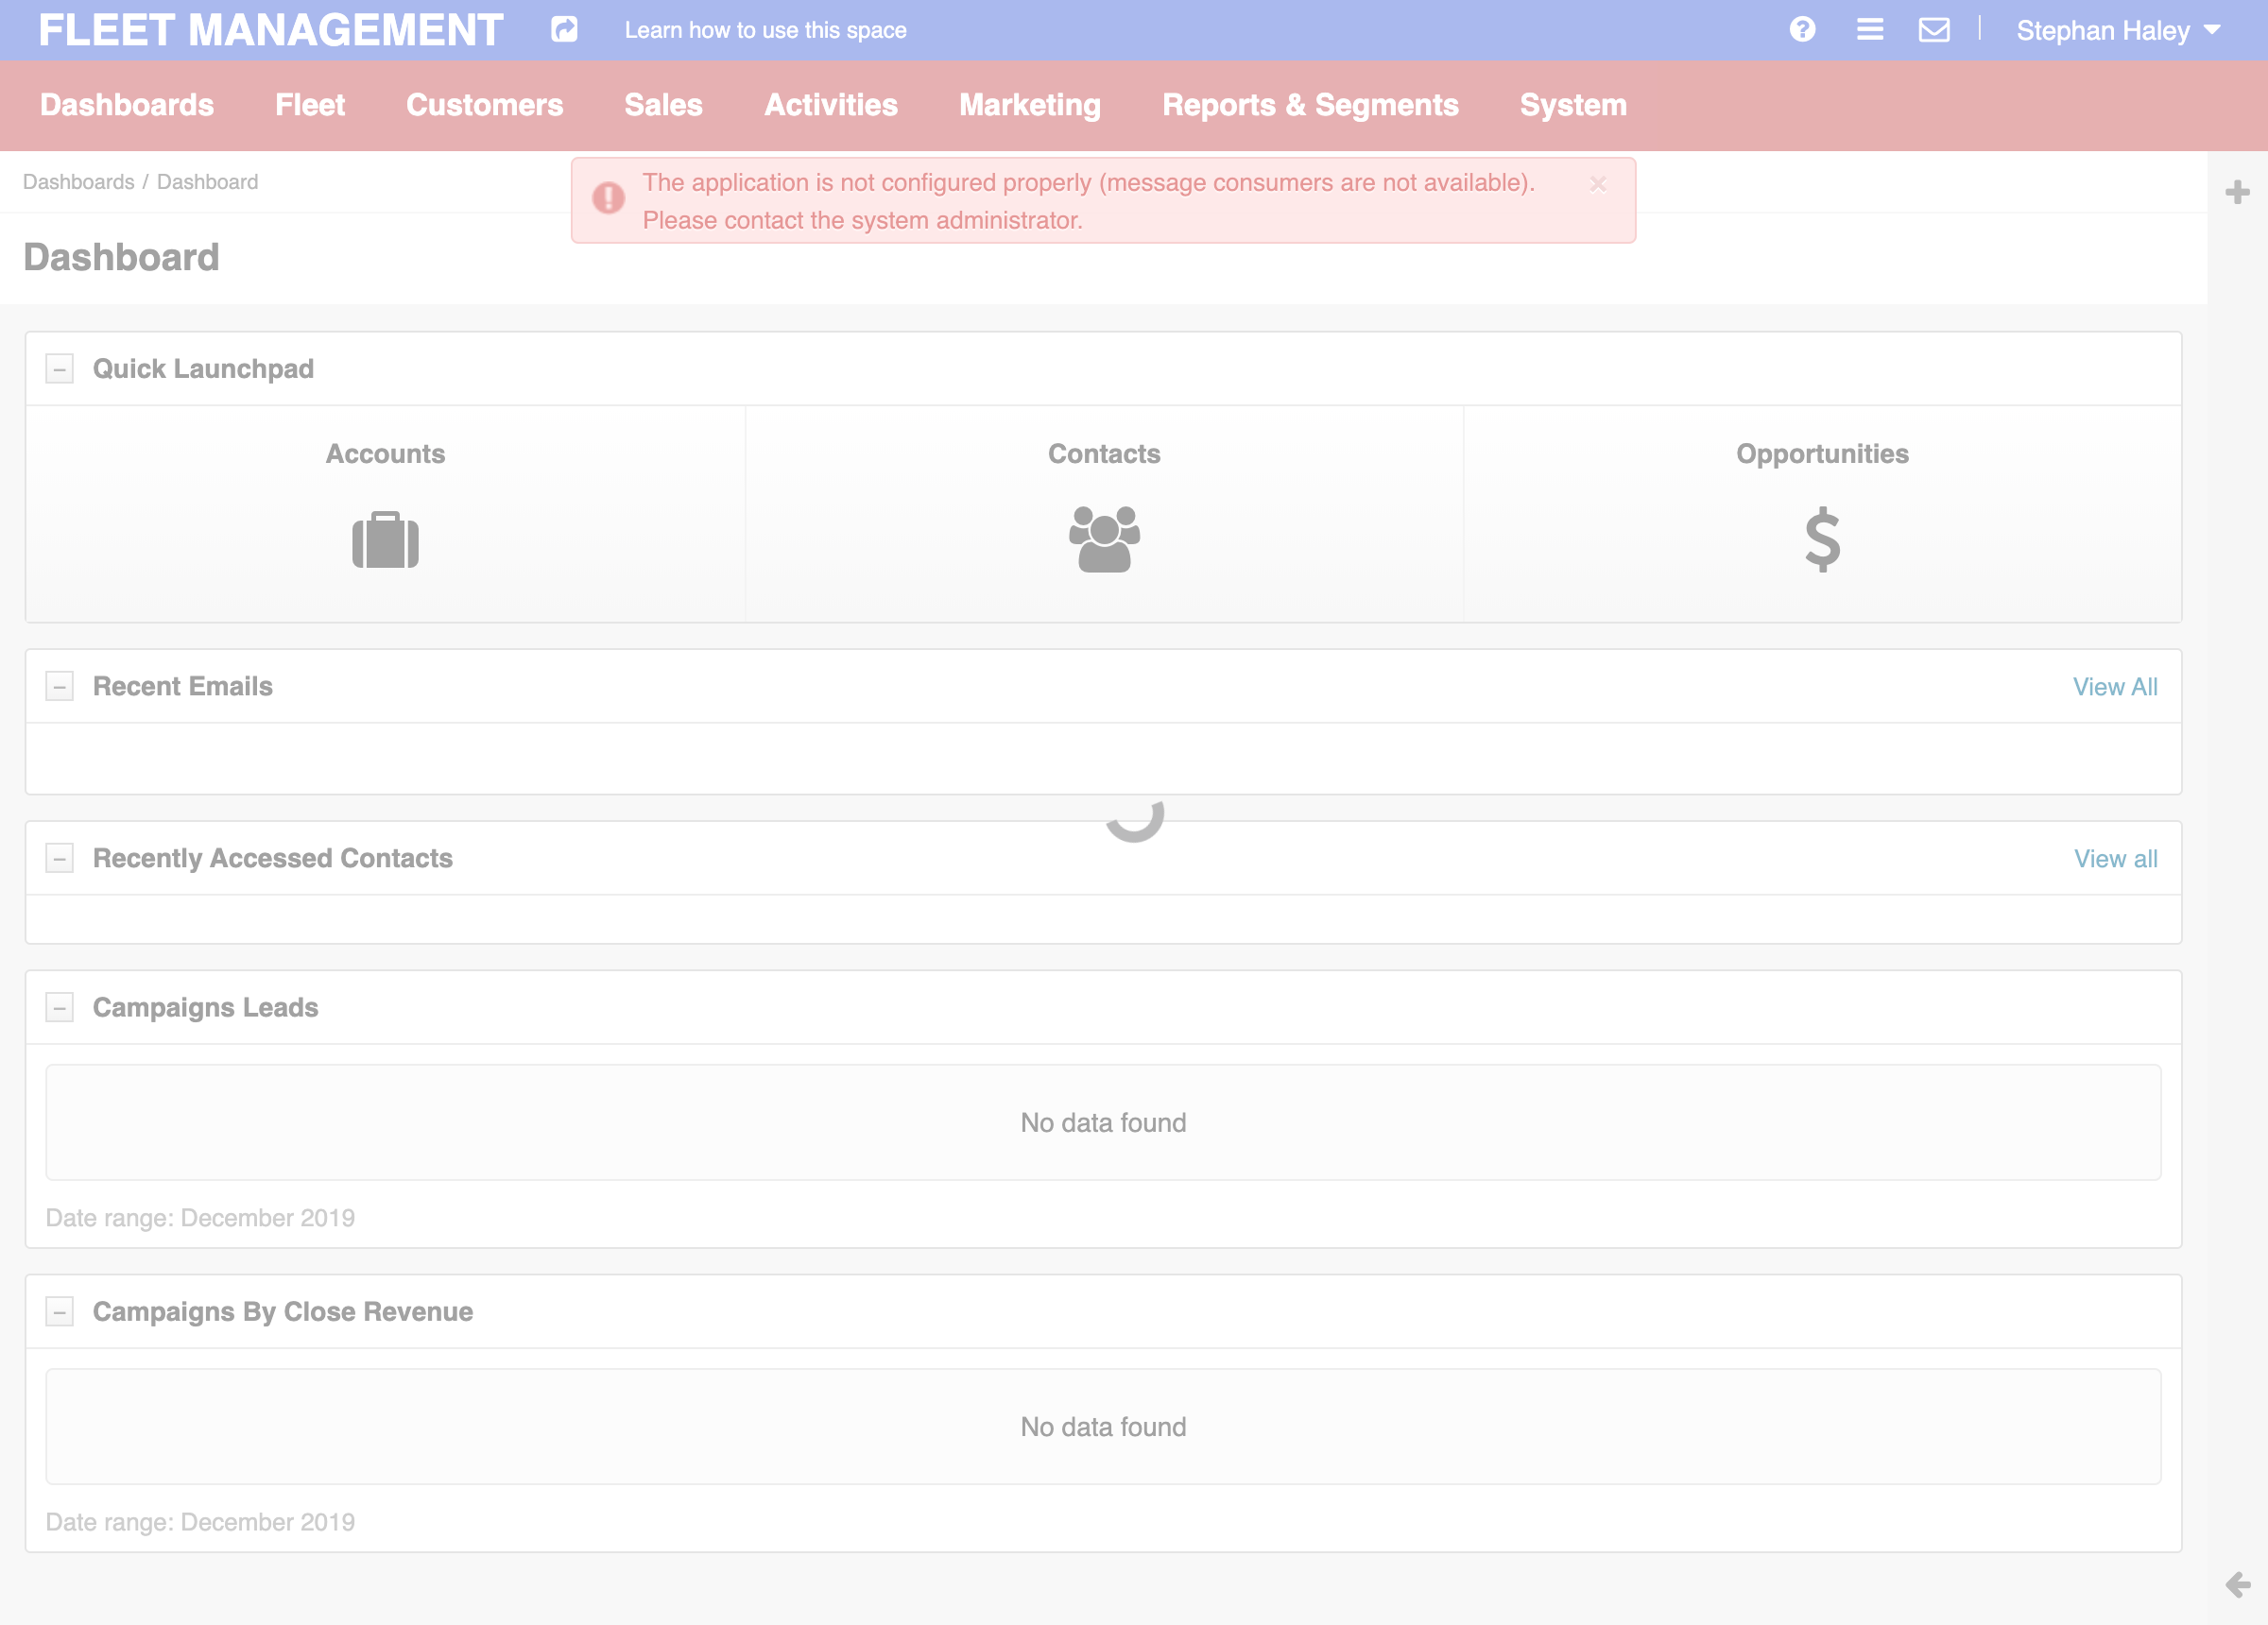 FLEET MANAGEMENT
Learn how to use this space
Stephan Haley
Dashboards Fleet Customers Sales Activities Marketing Reports & Segments System
Dashboards / Dashboard
The application is not configured properly (message consumers are not available).
Please contact the system administrator.
Dashboard
Quick Launchpad
Accounts
Contacts
Opportunities
Recent Emails
View All
Recently Accessed Contacts
View all
Campaigns Leads
No data found
Date range: December 2019
Campaigns By Close Revenue
No data found
Date range: December 2019